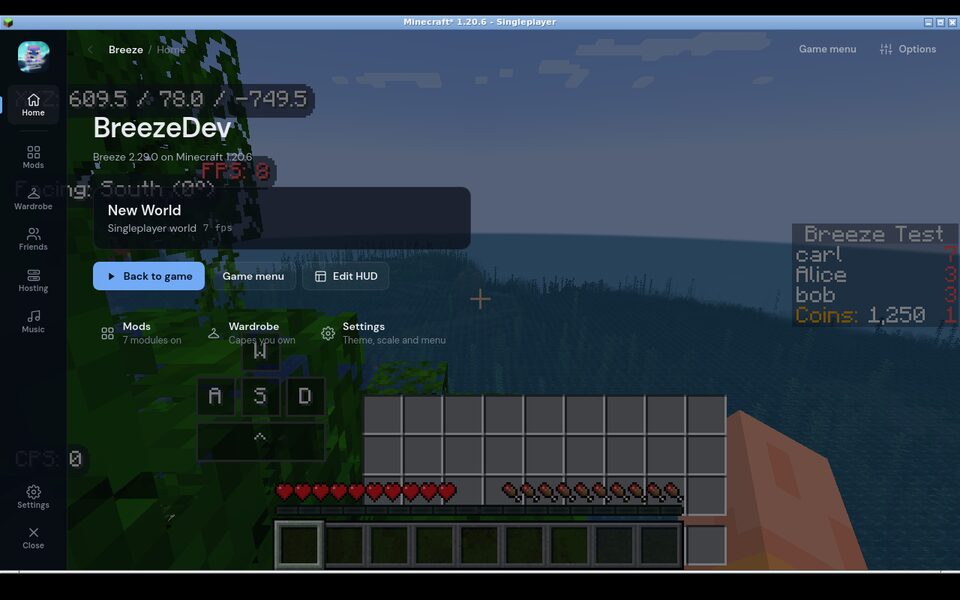 Minecraft* 1.20.6 - Singleplayer
Breeze / Home
Game menu
Options
609.5 / 78.0 / -749.5
Home
BreezeDev
Breeze 2.29.0 on Minecraft 1.20.6
FPS: 8
Mods
Facing: South (0°)
Wardrobe
New World
Singleplayer world 7 fps
Friends
Breeze Test
carl 7
Alice 3
bob 3
Coins: 1,250 1
Back to game
Game menu
Edit HUD
Hosting
Music
Mods
7 modules on
Wardrobe
Capes you own
Settings
Theme, scale and menu
W
A S D
^
CPS: 0
Settings
Close